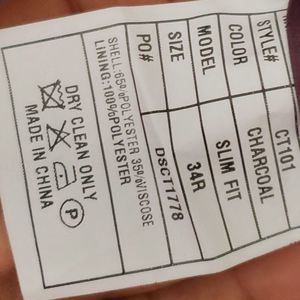 STYLE# CT101
COLOR CHARCOAL
MODEL SLIM FIT
SIZE 34R
PO# DSCT1778
SHELL:65%POLYESTER 35%VISCOSE
LINING:100%POLYESTER
P
DRY CLEAN ONLY
MADE IN CHINA